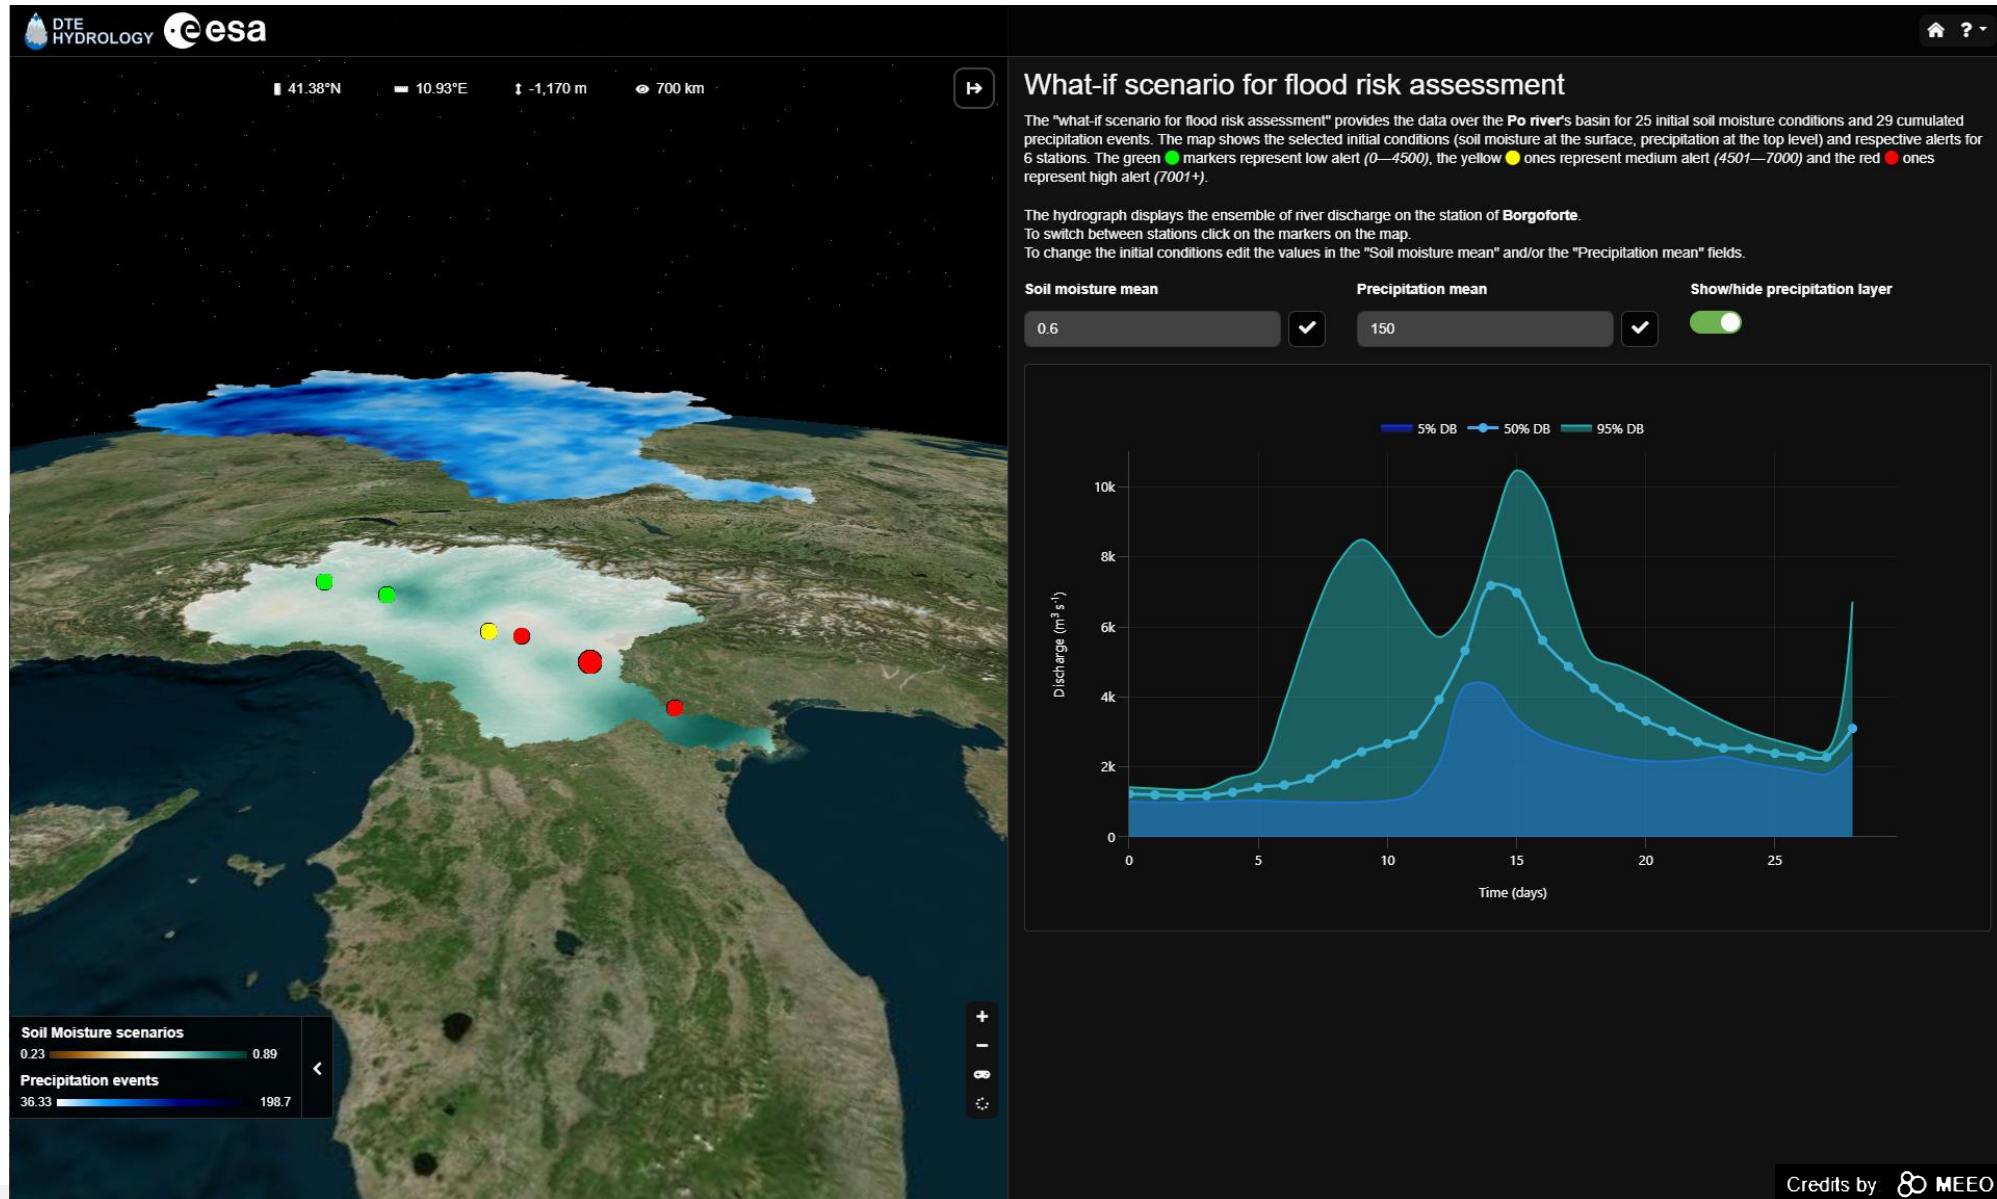 DTE
HYDROLOGY
esa
?
41.38°N 10.93°E -1,170 m 700 km
What-if scenario for flood risk assessment
The "what-if scenario for flood risk assessment" provides the data over the Po river's basin for 25 initial soil moisture conditions and 29 cumulated
precipitation events. The map shows the selected initial conditions (soil moisture at the surface, precipitation at the top level) and respective alerts for
6 stations. The green markers represent low alert (0—4500), the yellow ones represent medium alert (4501—7000) and the red ones
represent high alert (7001+).
The hydrograph displays the ensemble of river discharge on the station of Borgoforte.
To switch between stations click on the markers on the map.
To change the initial conditions edit the values in the "Soil moisture mean" and/or the "Precipitation mean" fields.
Soil moisture mean Precipitation mean Show/hide precipitation layer
0.6 150
5% DB 50% DB 95% DB
10k
8k
6k
4k
2k
0
Discharge (m³ s⁻¹)
0 5 10 15 20 25
Time (days)
Soil Moisture scenarios
0.23 0.89
Precipitation events
36.33 198.7
Credits by MEEO